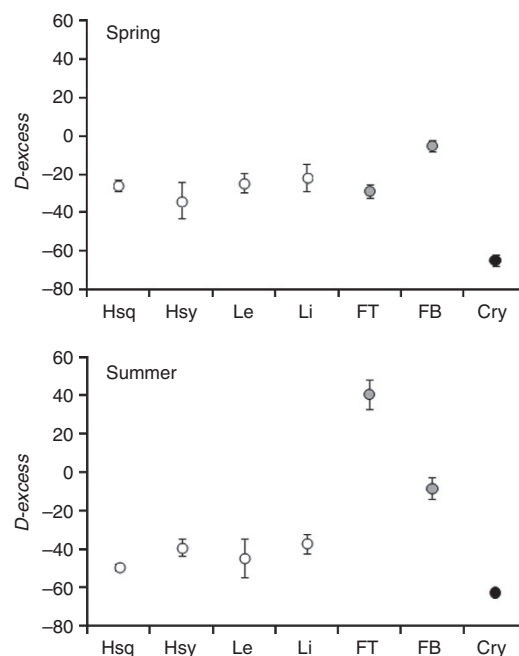 60
Spring
40
20
0
–20
–40
–60
–80
D-excess
Hsq Hsy Le Li FT FB Cry
60
Summer
40
20
0
–20
–40
–60
–80
D-excess
Hsq Hsy Le Li FT FB Cry